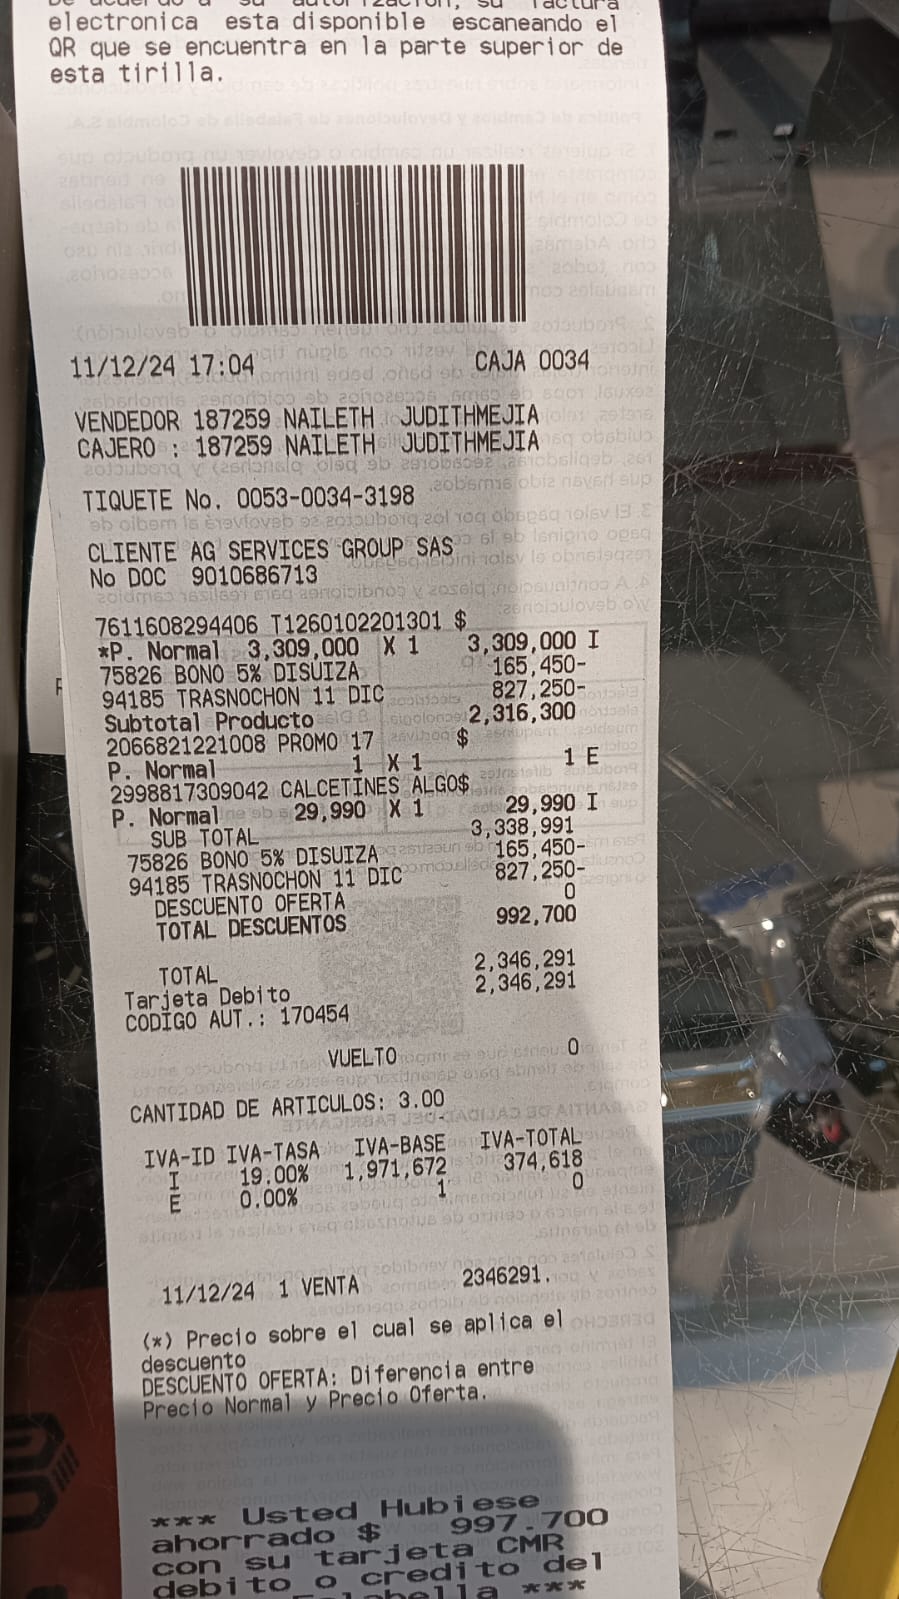 De acuerdo a su autorización, su factura
electronica esta disponible escaneando el
QR que se encuentra en la parte superior de
esta tirilla.
11/12/24 17:04 CAJA 0034
VENDEDOR 187259 NAILETH JUDITHMEJIA
CAJERO : 187259 NAILETH JUDITHMEJIA
TIQUETE No. 0053-0034-3198
CLIENTE AG SERVICES GROUP SAS
No DOC 9010686713
7611608294406 T1260102201301 $
*P. Normal 3,309,000 X 1 3,309,000 I
75826 BONO 5% DISUIZA 165,450-
94185 TRASNOCHON 11 DIC 827,250-
Subtotal Producto 2,316,300
2066821221008 PROMO 17 $
P. Normal 1 X 1 1 E
2998817309042 CALCETINES ALGO$
P. Normal 29,990 X 1 29,990 I
SUB TOTAL 3,338,991
75826 BONO 5% DISUIZA 165,450-
94185 TRASNOCHON 11 DIC 827,250-
DESCUENTO OFERTA 0
TOTAL DESCUENTOS 992,700
TOTAL 2,346,291
Tarjeta Debito 2,346,291
CODIGO AUT.: 170454
VUELTO 0
CANTIDAD DE ARTICULOS: 3.00
IVA-ID IVA-TASA IVA-BASE IVA-TOTAL
I 19.00% 1,971,672 374,618
E 0.00% 1 0
11/12/24 1 VENTA 2346291.
(*) Precio sobre el cual se aplica el
descuento
DESCUENTO OFERTA: Diferencia entre
Precio Normal y Precio Oferta.
*** Usted Hubiese
ahorrado $ 997.700
con su tarjeta CMR
debito o credito del
***